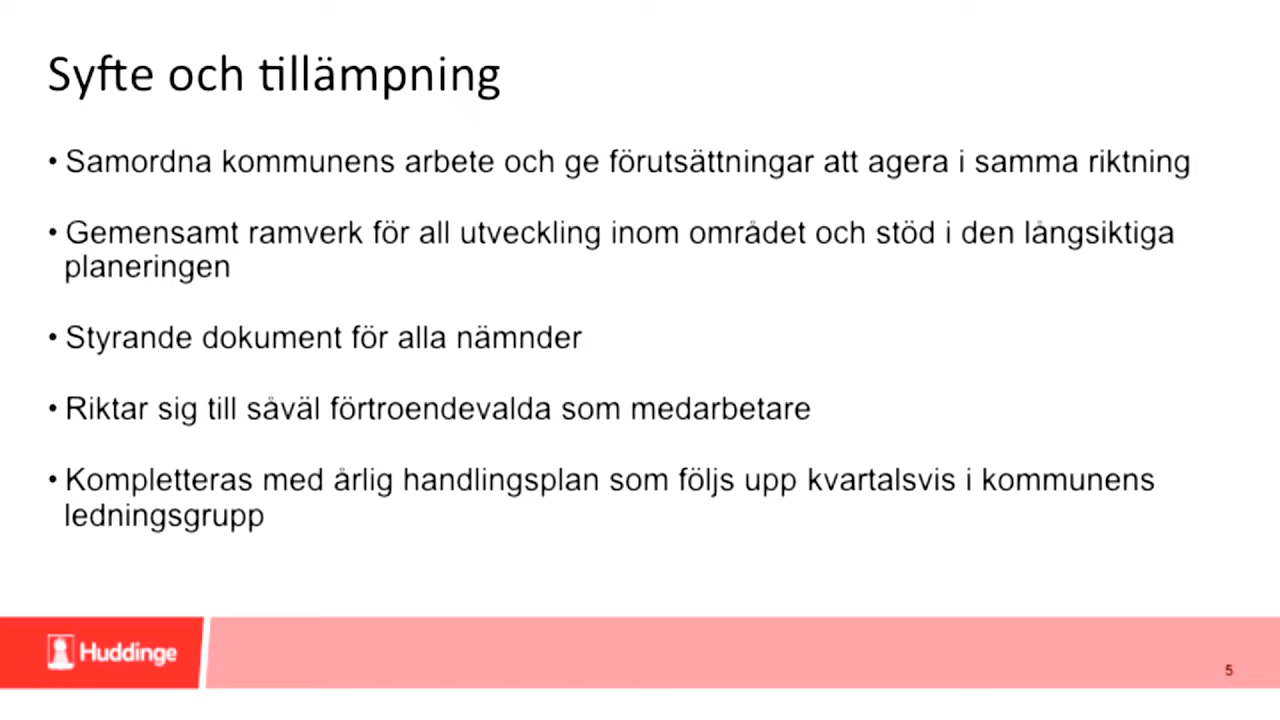 Syfte och tillämpning
• Samordna kommunens arbete och ge förutsättningar att agera i samma riktning
• Gemensamt ramverk för all utveckling inom området och stöd i den långsiktiga
planeringen
• Styrande dokument för alla nämnder
• Riktar sig till såväl förtroendevalda som medarbetare
• Kompletteras med årlig handlingsplan som följs upp kvartalsvis i kommunens
ledningsgrupp
Huddinge
5